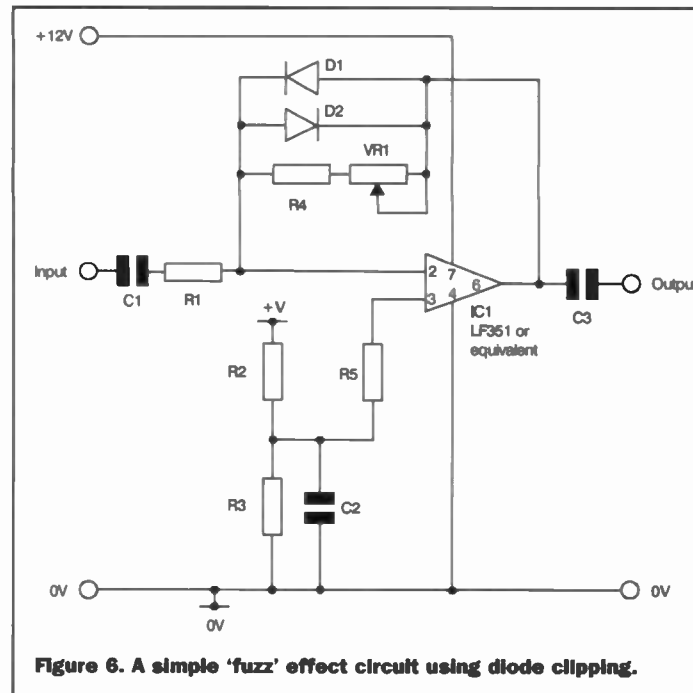 +12V
D1
D2
VR1
R4
Input
C1
R1
2
7
3
4
6
IC1
LF351 or
equivalent
C3
Output
+V
R2
R5
R3
C2
0V
0V
0V
Figure 6. A simple 'fuzz' effect circuit using diode clipping.